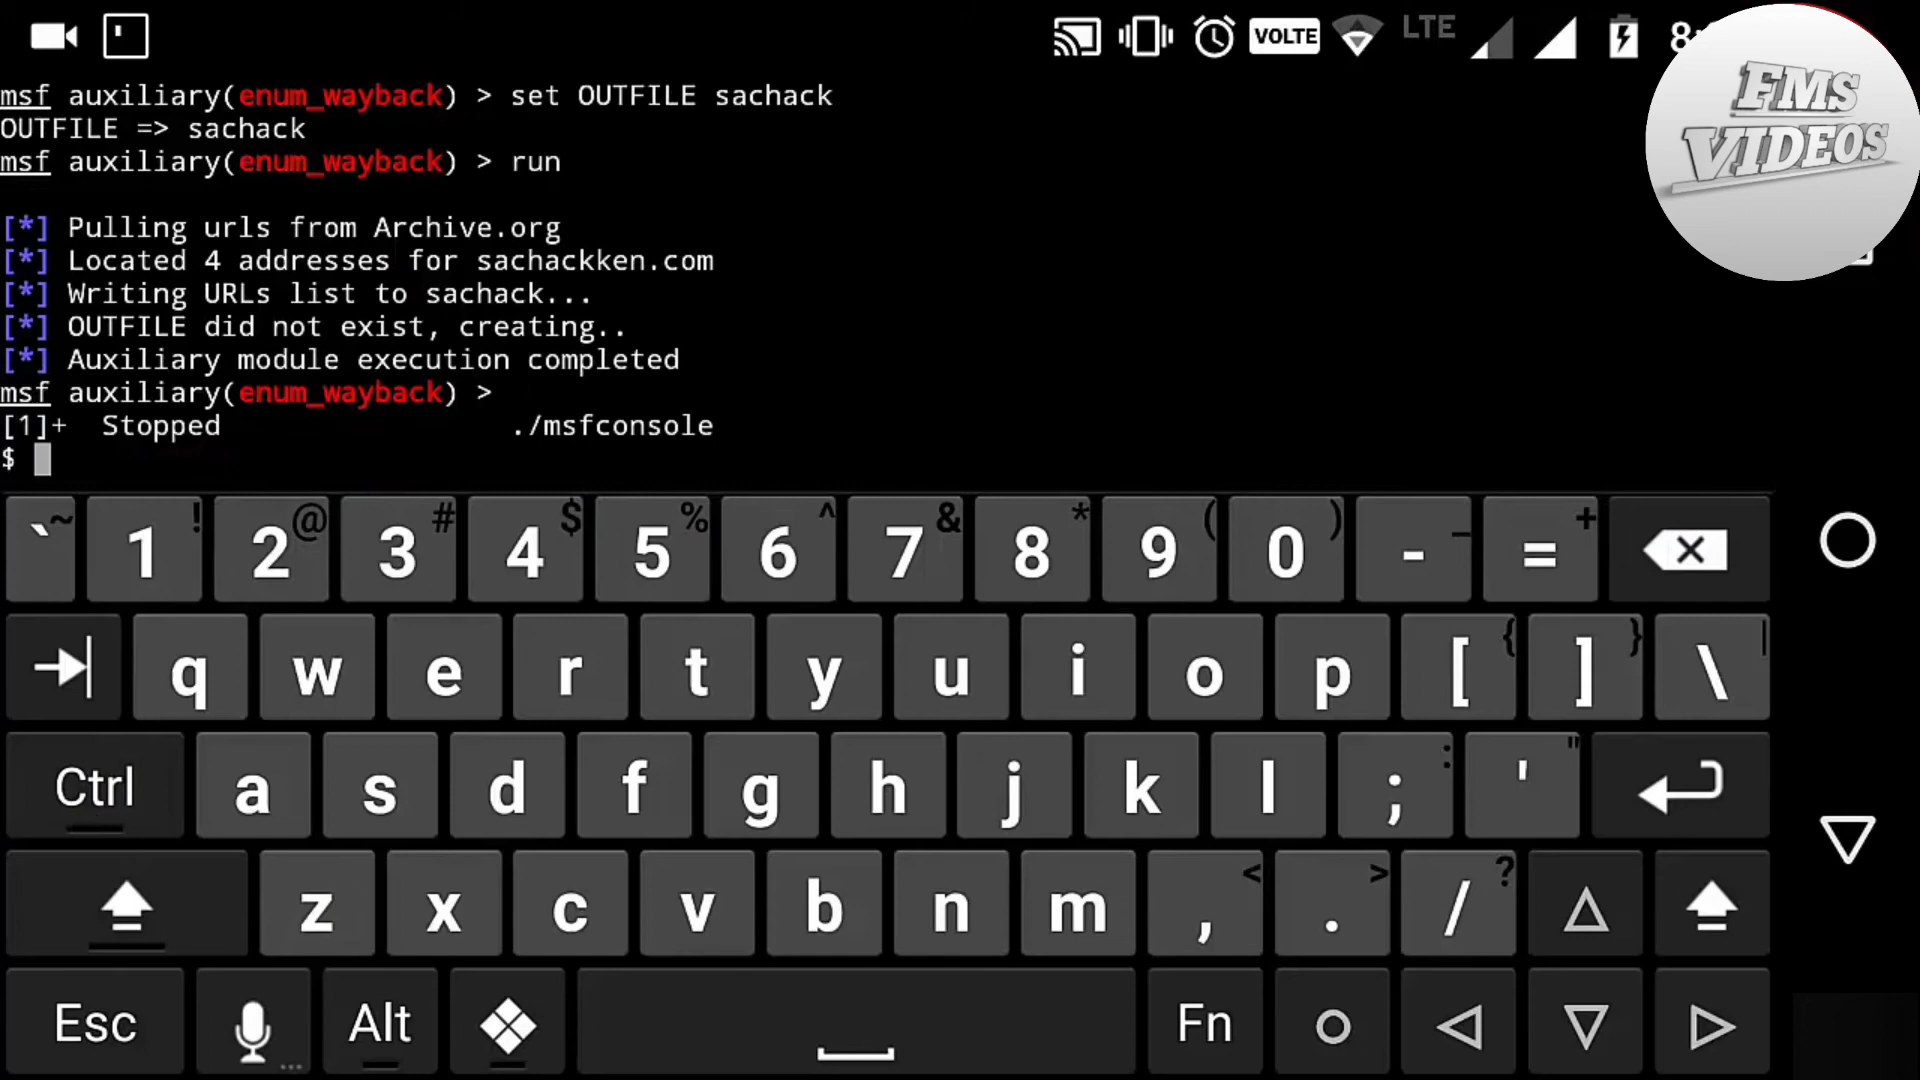 VOLTE LTE 8:
FMS
VIDEOS
msf auxiliary(enum_wayback) > set OUTFILE sachack
OUTFILE => sachack
msf auxiliary(enum_wayback) > run
[*] Pulling urls from Archive.org
[*] Located 4 addresses for sachackken.com
[*] Writing URLs list to sachack...
[*] OUTFILE did not exist, creating..
[*] Auxiliary module execution completed
msf auxiliary(enum_wayback) >
[1]+  Stopped                 ./msfconsole
$
` ~ 1 ! 2 @ 3 # 4 $ 5 % 6 ^ 7 & 8 * 9 ( 0 ) - _ = +
q w e r t y u i o p [ { ] } \ |
Ctrl a s d f g h j k l ; : ' "
z x c v b n m , < . > / ?
Esc Alt Fn